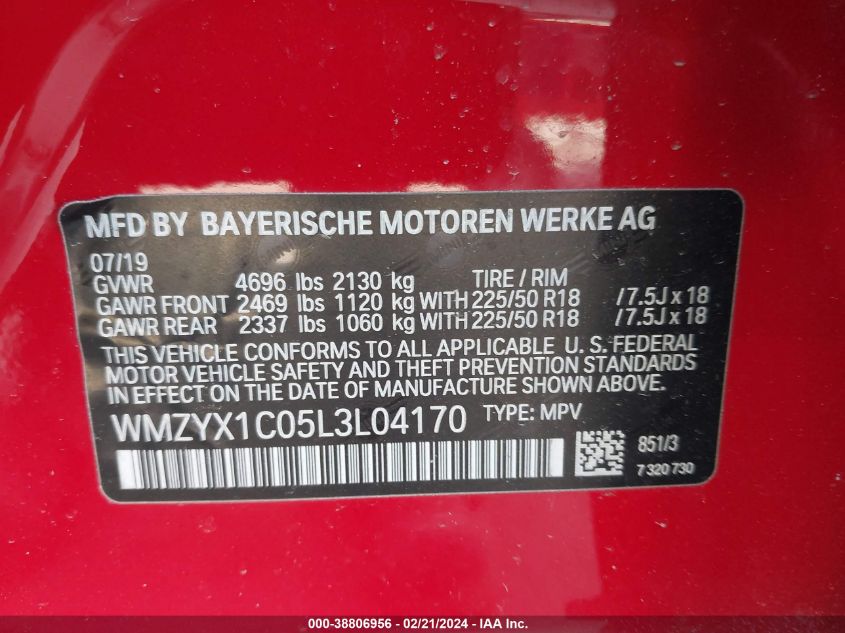 MFD BY BAYERISCHE MOTOREN WERKE AG
07/19
GVWR 4696 lbs 2130 kg TIRE / RIM
GAWR FRONT 2469 lbs 1120 kg WITH 225/50 R18 / 7.5J x 18
GAWR REAR 2337 lbs 1060 kg WITH 225/50 R18 / 7.5J x 18
THIS VEHICLE CONFORMS TO ALL APPLICABLE U. S. FEDERAL
MOTOR VEHICLE SAFETY AND THEFT PREVENTION STANDARDS
IN EFFECT ON THE DATE OF MANUFACTURE SHOWN ABOVE.
WMZYX1C05L3L04170 TYPE: MPV
851/3
7 320 730
000-38806956 - 02/21/2024 - IAA Inc.